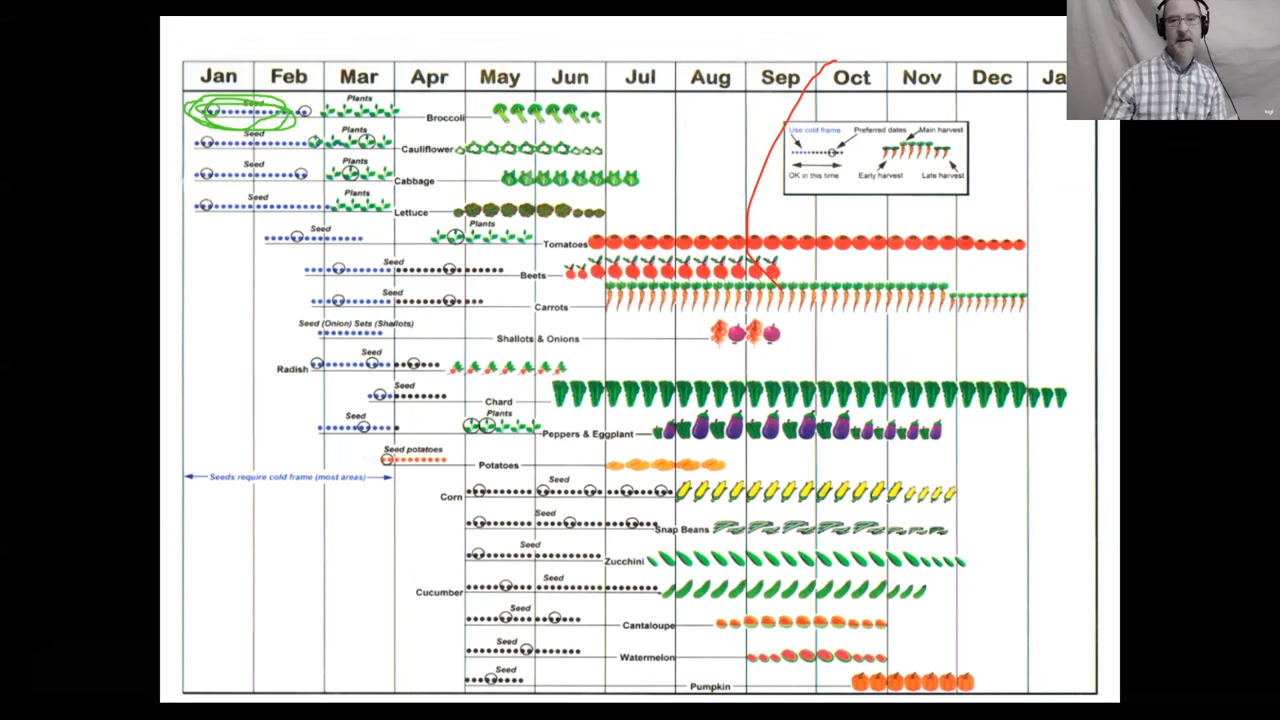 Jan Feb Mar Apr May Jun Jul Aug Sep Oct Nov Dec Ja
Seed Plants
Broccoli
Seed Plants
Cauliflower
Use cold frame Preferred dates Main harvest
OK in this time Early harvest Late harvest
Seed Plants
Cabbage
Seed Plants
Lettuce
Seed Plants
Tomatoes
Seed
Beets
Seed
Carrots
Seed (Onion) Sets (Shallots)
Shallots & Onions
Seed
Radish
Seed
Chard
Seed Plants
Peppers & Eggplant
Seed potatoes
Potatoes
Seeds require cold frame (most areas)
Seed
Corn
Seed
Snap Beans
Seed
Zucchini
Seed
Cucumber
Seed
Cantaloupe
Seed
Watermelon
Seed
Pumpkin